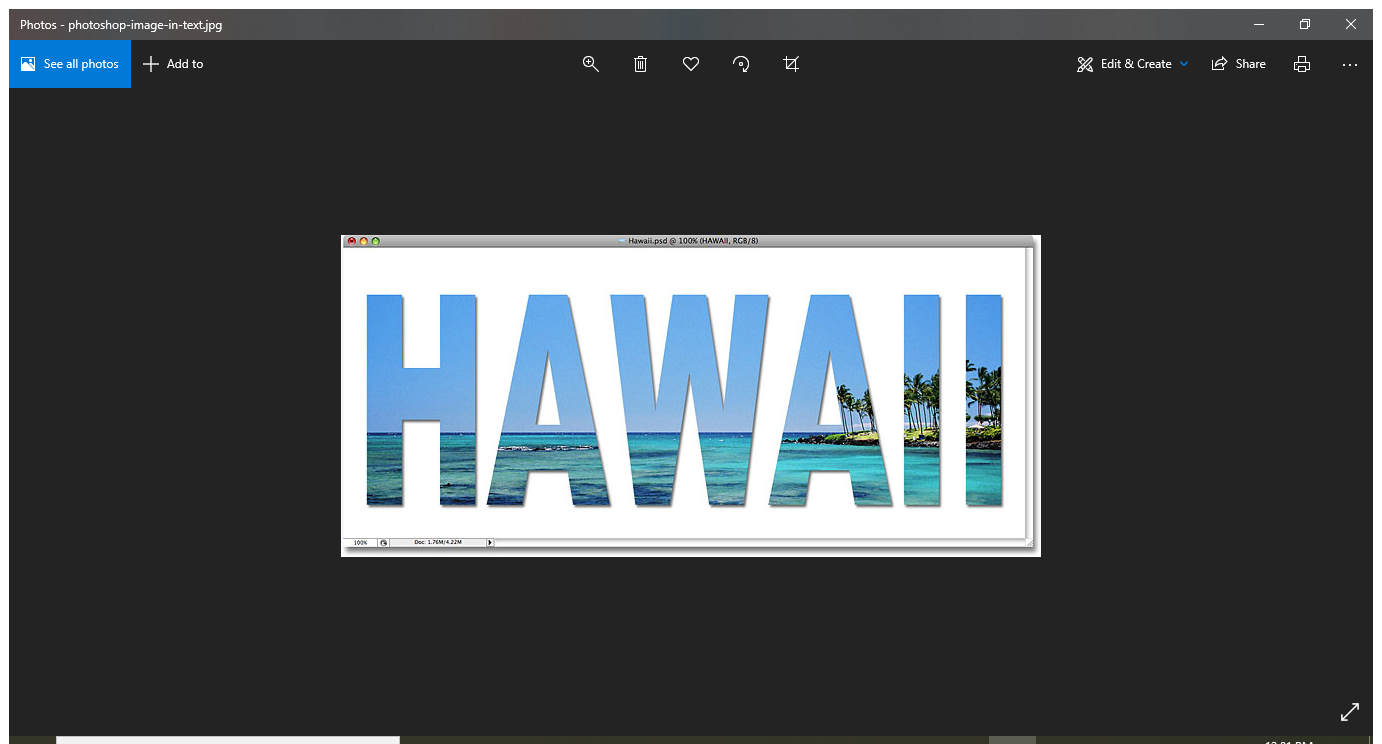 Photos - photoshop-image-in-text.jpg
See all photos
Add to
Edit & Create
Share
Hawaii.psd @ 100% (HAWAII, RGB/8)
HAWAII
100%
Doc: 1.76M/4.22M